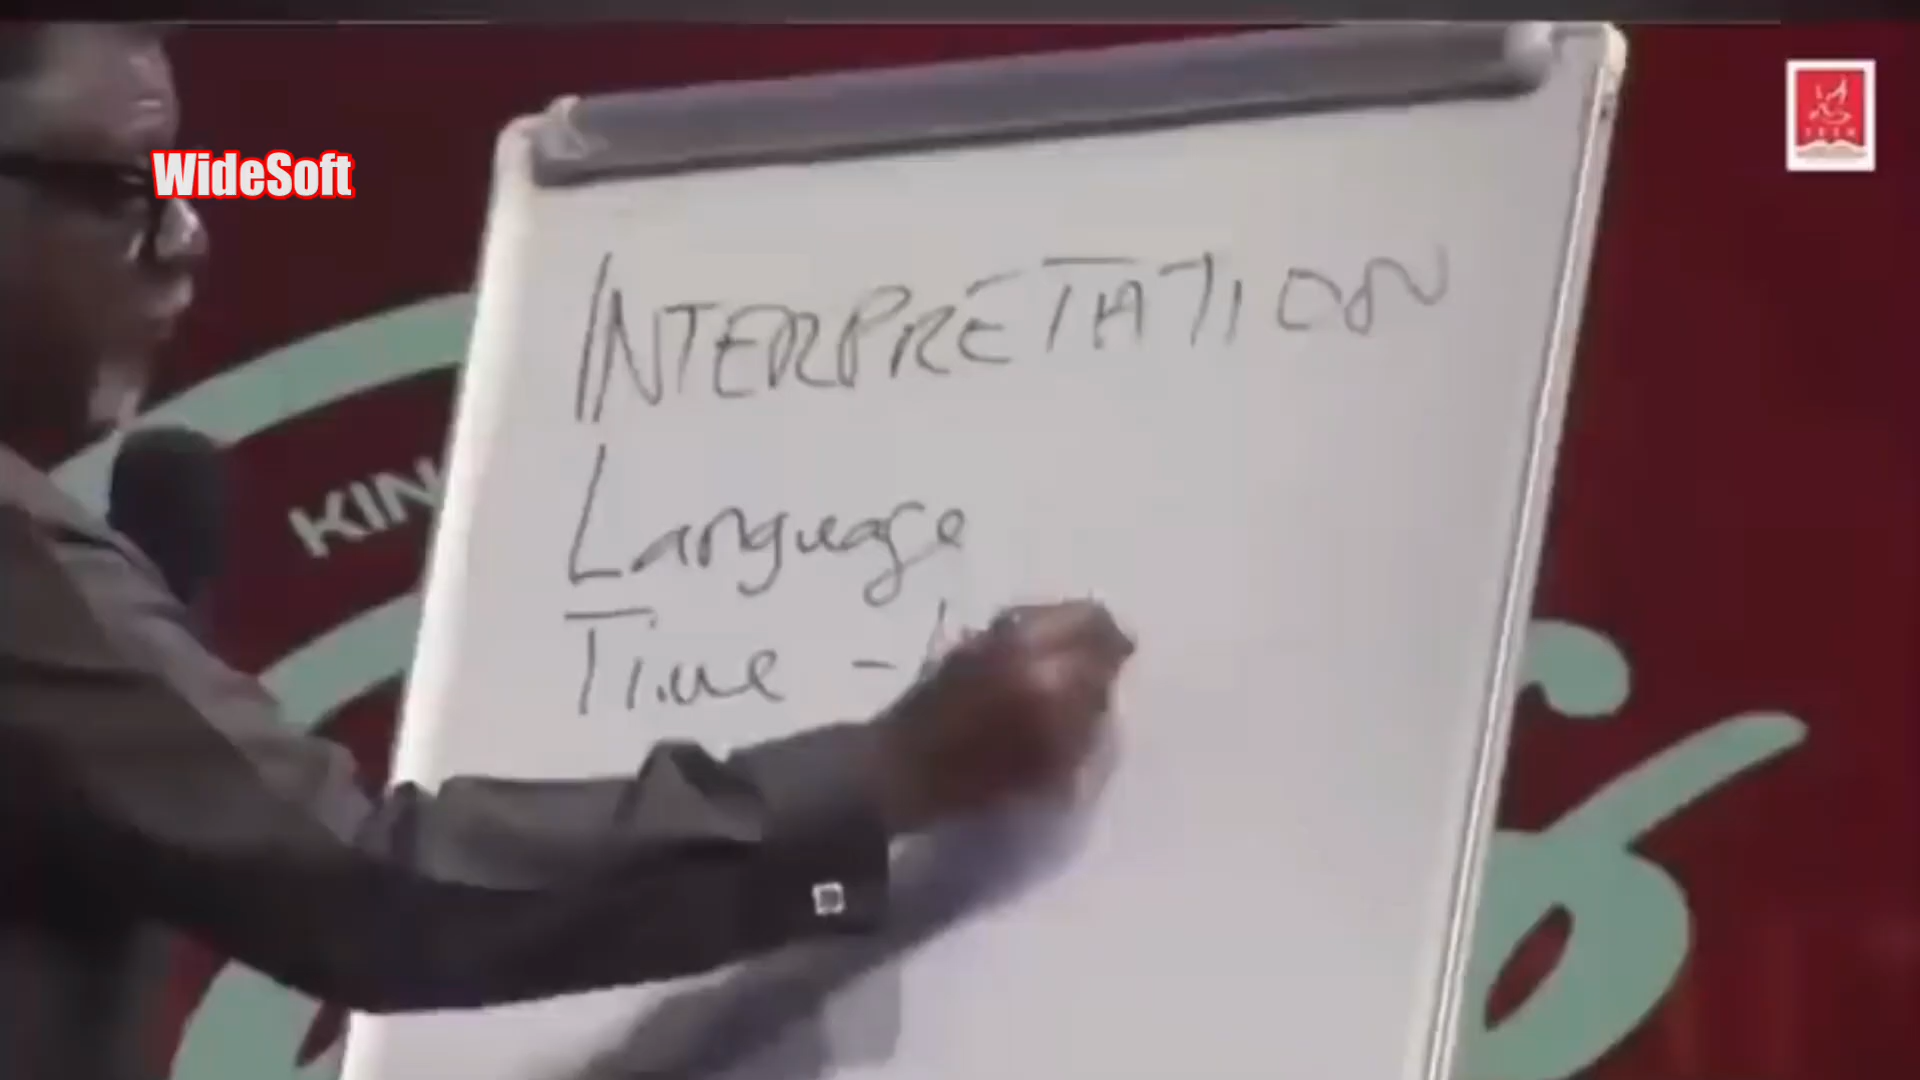 WideSoft
INTERPRETATION
KIN
Language
Time -